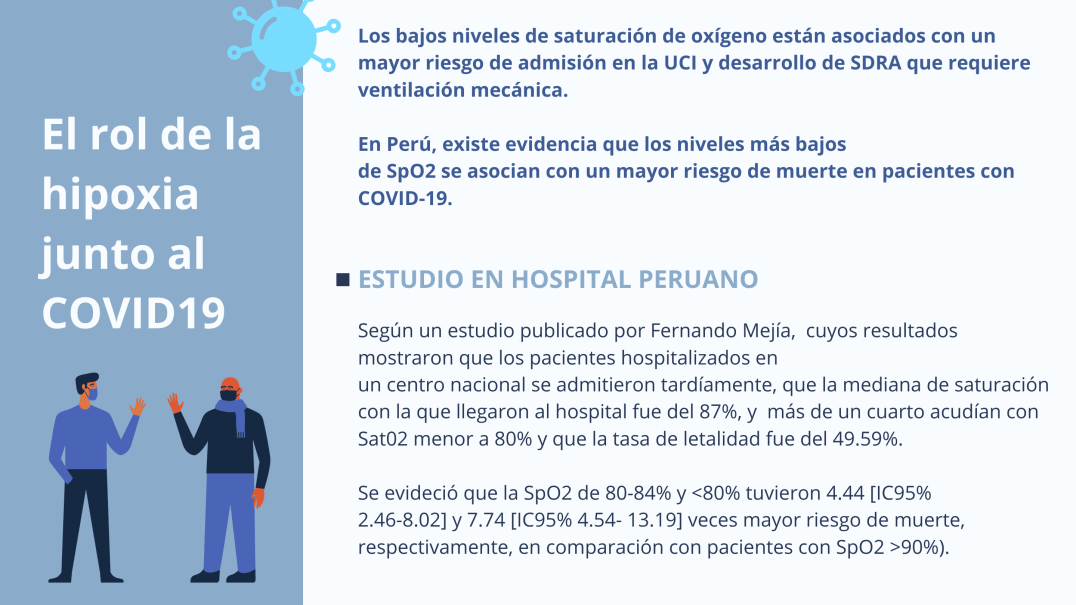 El rol de la
hipoxia
junto al
COVID19
Los bajos niveles de saturación de oxígeno están asociados con un
mayor riesgo de admisión en la UCI y desarrollo de SDRA que requiere
ventilación mecánica.
En Perú, existe evidencia que los niveles más bajos
de SpO2 se asocian con un mayor riesgo de muerte en pacientes con
COVID-19.
ESTUDIO EN HOSPITAL PERUANO
Según un estudio publicado por Fernando Mejía,  cuyos resultados
mostraron que los pacientes hospitalizados en
un centro nacional se admitieron tardíamente, que la mediana de saturación
con la que llegaron al hospital fue del 87%, y  más de un cuarto acudían con
Sat02 menor a 80% y que la tasa de letalidad fue del 49.59%.
Se evideció que la SpO2 de 80-84% y <80% tuvieron 4.44 [IC95%
2.46-8.02] y 7.74 [IC95% 4.54- 13.19] veces mayor riesgo de muerte,
respectivamente, en comparación con pacientes con SpO2 >90%).